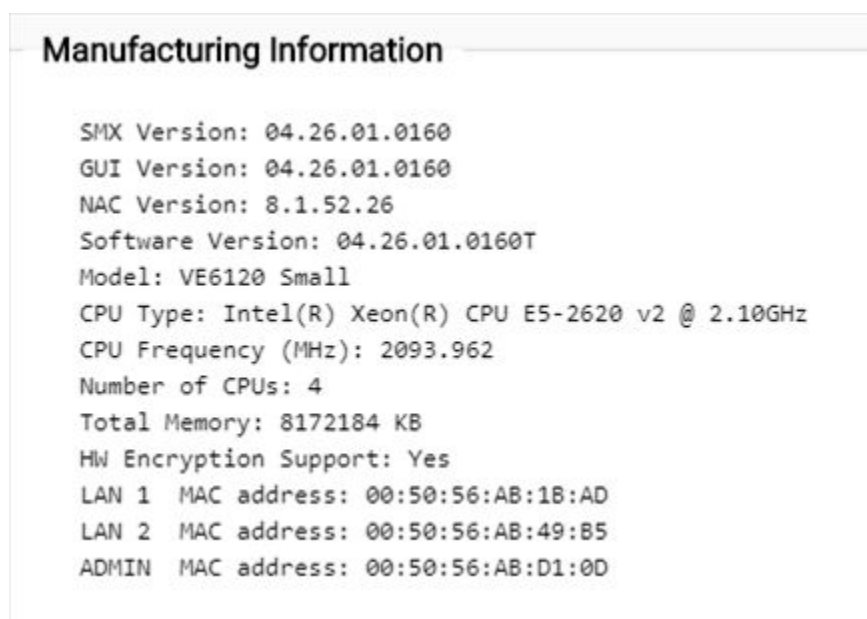 Manufacturing Information
SMX Version: 04.26.01.0160
GUI Version: 04.26.01.0160
NAC Version: 8.1.52.26
Software Version: 04.26.01.0160T
Model: VE6120 Small
CPU Type: Intel(R) Xeon(R) CPU E5-2620 v2 @ 2.10GHz
CPU Frequency (MHz): 2093.962
Number of CPUs: 4
Total Memory: 8172184 KB
HW Encryption Support: Yes
LAN 1  MAC address: 00:50:56:AB:1B:AD
LAN 2  MAC address: 00:50:56:AB:49:B5
ADMIN  MAC address: 00:50:56:AB:D1:0D